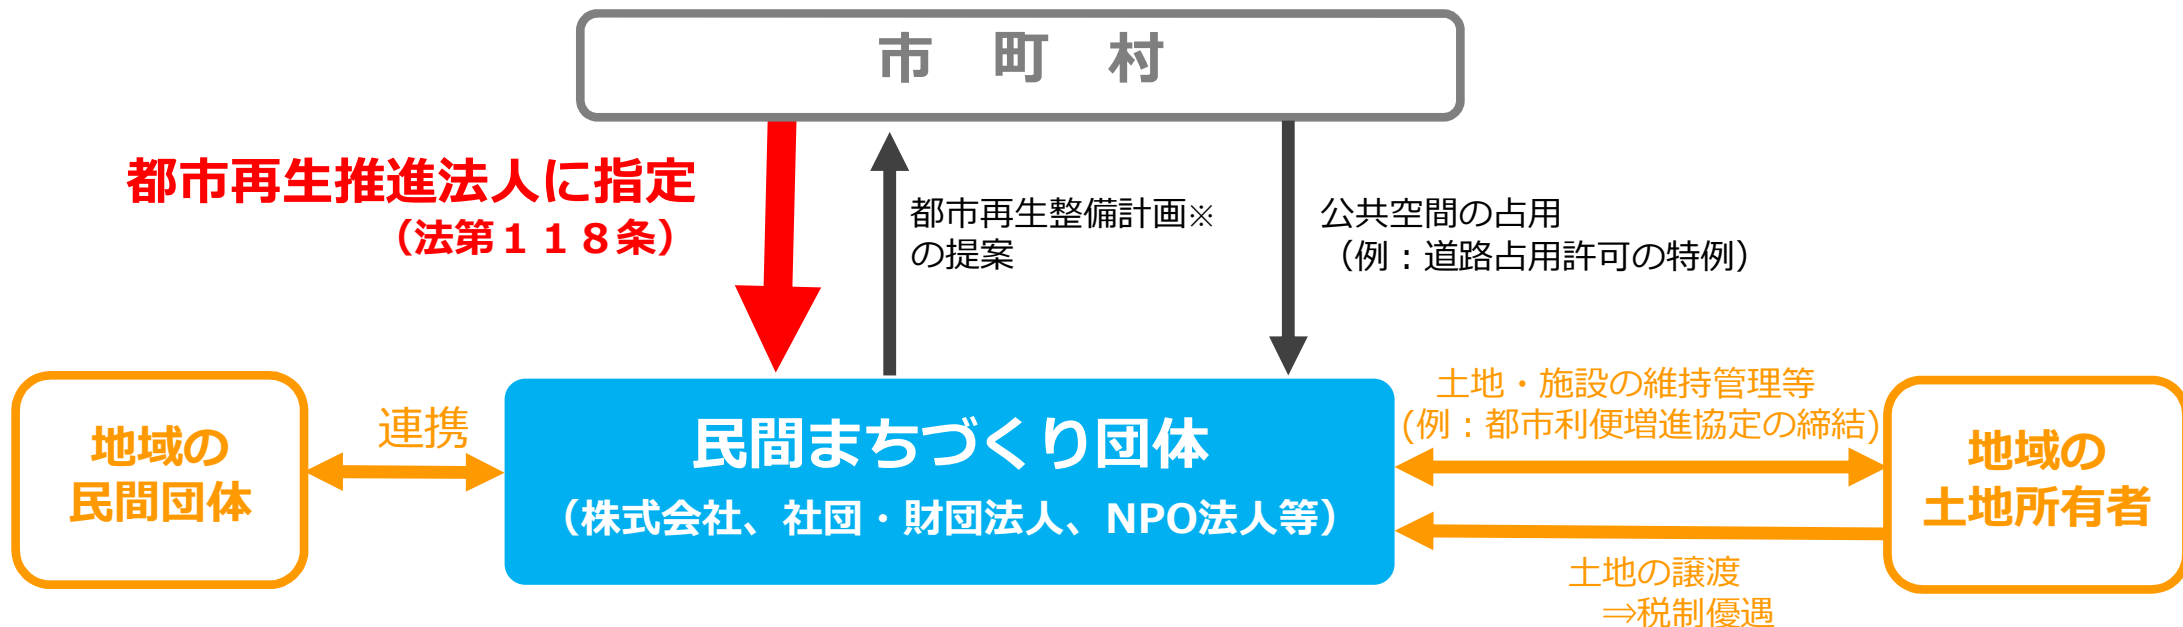 市　町　村
都市再生推進法人に指定
（法第１１８条）
都市再生整備計画※
の提案
公共空間の占用
（例：道路占用許可の特例）
地域の
民間団体
連携
民間まちづくり団体
（株式会社、社団・財団法人、NPO法人等）
土地・施設の維持管理等
(例：都市利便増進協定の締結)
地域の
土地所有者
土地の譲渡
⇒税制優遇